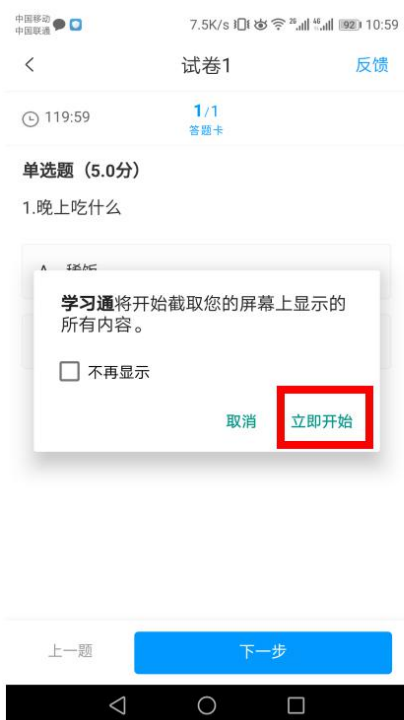 中国移动
中国联通
7.5K/s 92 10:59
试卷1 反馈
119:59 1/1
答题卡
单选题（5.0分）
1.晚上吃什么
学习通将开始截取您的屏幕上显示的
所有内容。
不再显示
取消 立即开始
上一题 下一步